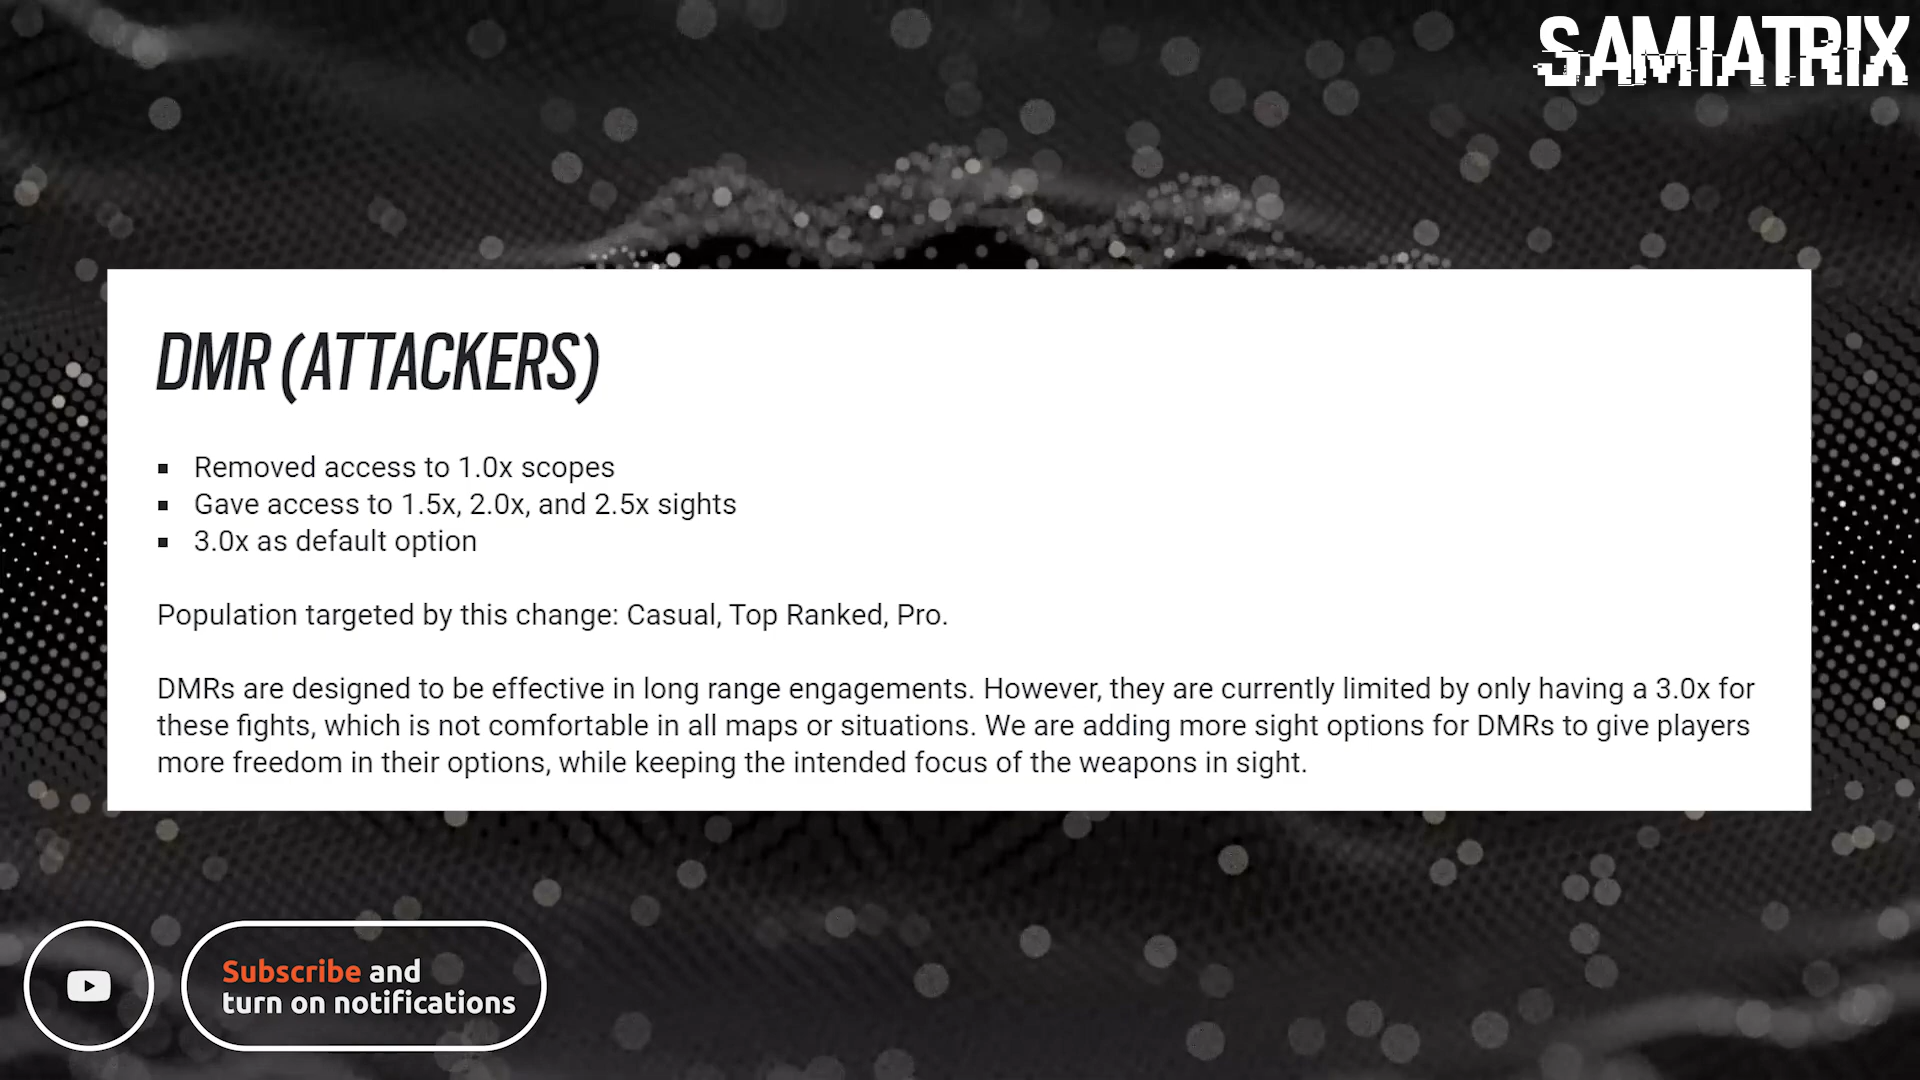 SAMIATRIX
DMR (ATTACKERS)
▪ Removed access to 1.0x scopes
▪ Gave access to 1.5x, 2.0x, and 2.5x sights
▪ 3.0x as default option
Population targeted by this change: Casual, Top Ranked, Pro.
DMRs are designed to be effective in long range engagements. However, they are currently limited by only having a 3.0x for
these fights, which is not comfortable in all maps or situations. We are adding more sight options for DMRs to give players
more freedom in their options, while keeping the intended focus of the weapons in sight.
Subscribe and
turn on notifications